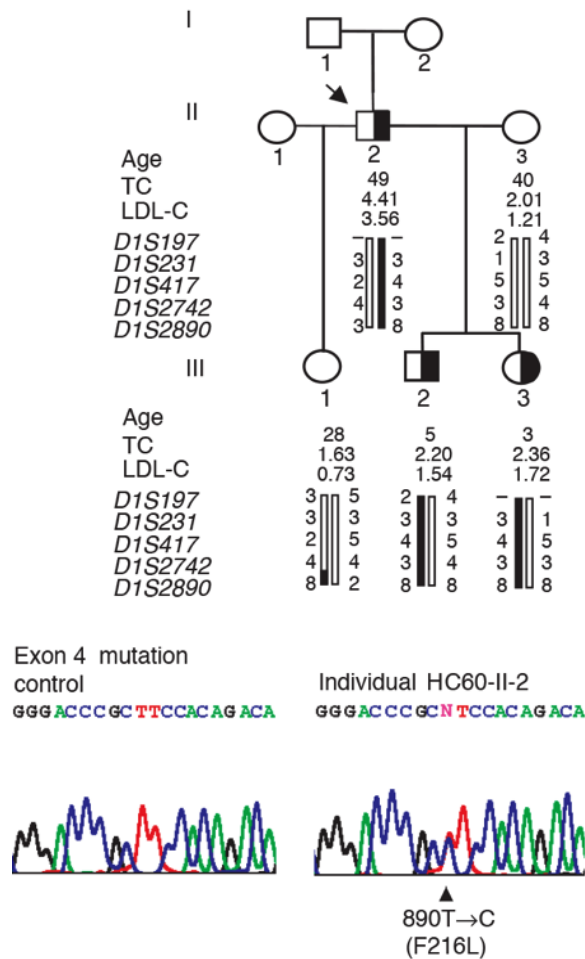 I
1 2
II
1 2 3
Age 49 40
TC 4.41 2.01
LDL-C 3.56 1.21
D1S197 – – 2 4
D1S231 3 3 1 3
D1S417 2 4 5 5
D1S2742 4 3 3 4
D1S2890 3 8 8 8
III
1 2 3
Age 28 5 3
TC 1.63 2.20 2.36
LDL-C 0.73 1.54 1.72
D1S197 3 5 2 4 – –
D1S231 3 3 3 3 3 1
D1S417 2 5 4 5 4 5
D1S2742 4 4 3 4 3 3
D1S2890 8 2 8 8 8 8
Exon 4 mutation
control
GGGACCCGCTTCCACAGACA
Individual HC60-II-2
GGGACCCGCNTCCACAGACA
890T→C
(F216L)